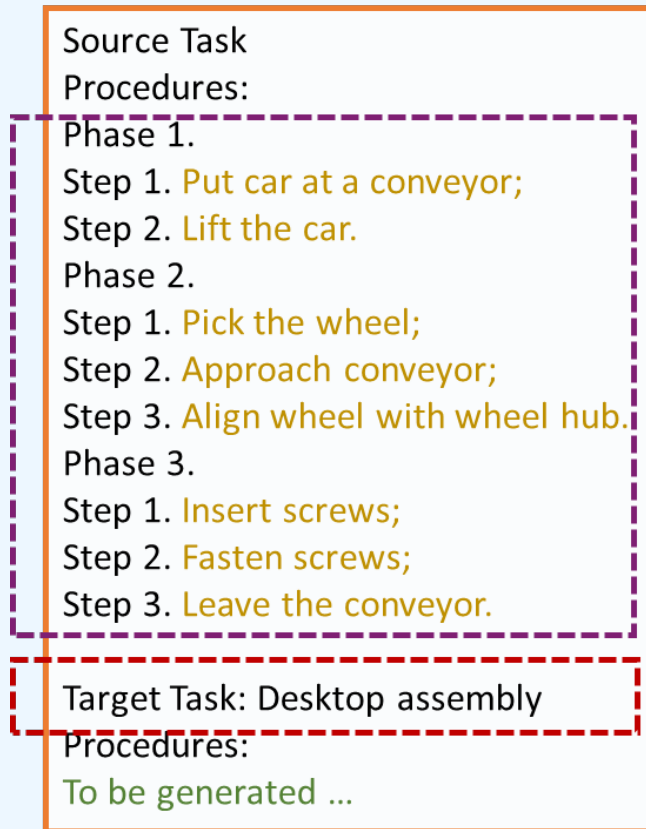 Source Task
Procedures:
Phase 1.
Step 1. Put car at a conveyor;
Step 2. Lift the car.
Phase 2.
Step 1. Pick the wheel;
Step 2. Approach conveyor;
Step 3. Align wheel with wheel hub.
Phase 3.
Step 1. Insert screws;
Step 2. Fasten screws;
Step 3. Leave the conveyor.
Target Task: Desktop assembly
Procedures:
To be generated ...